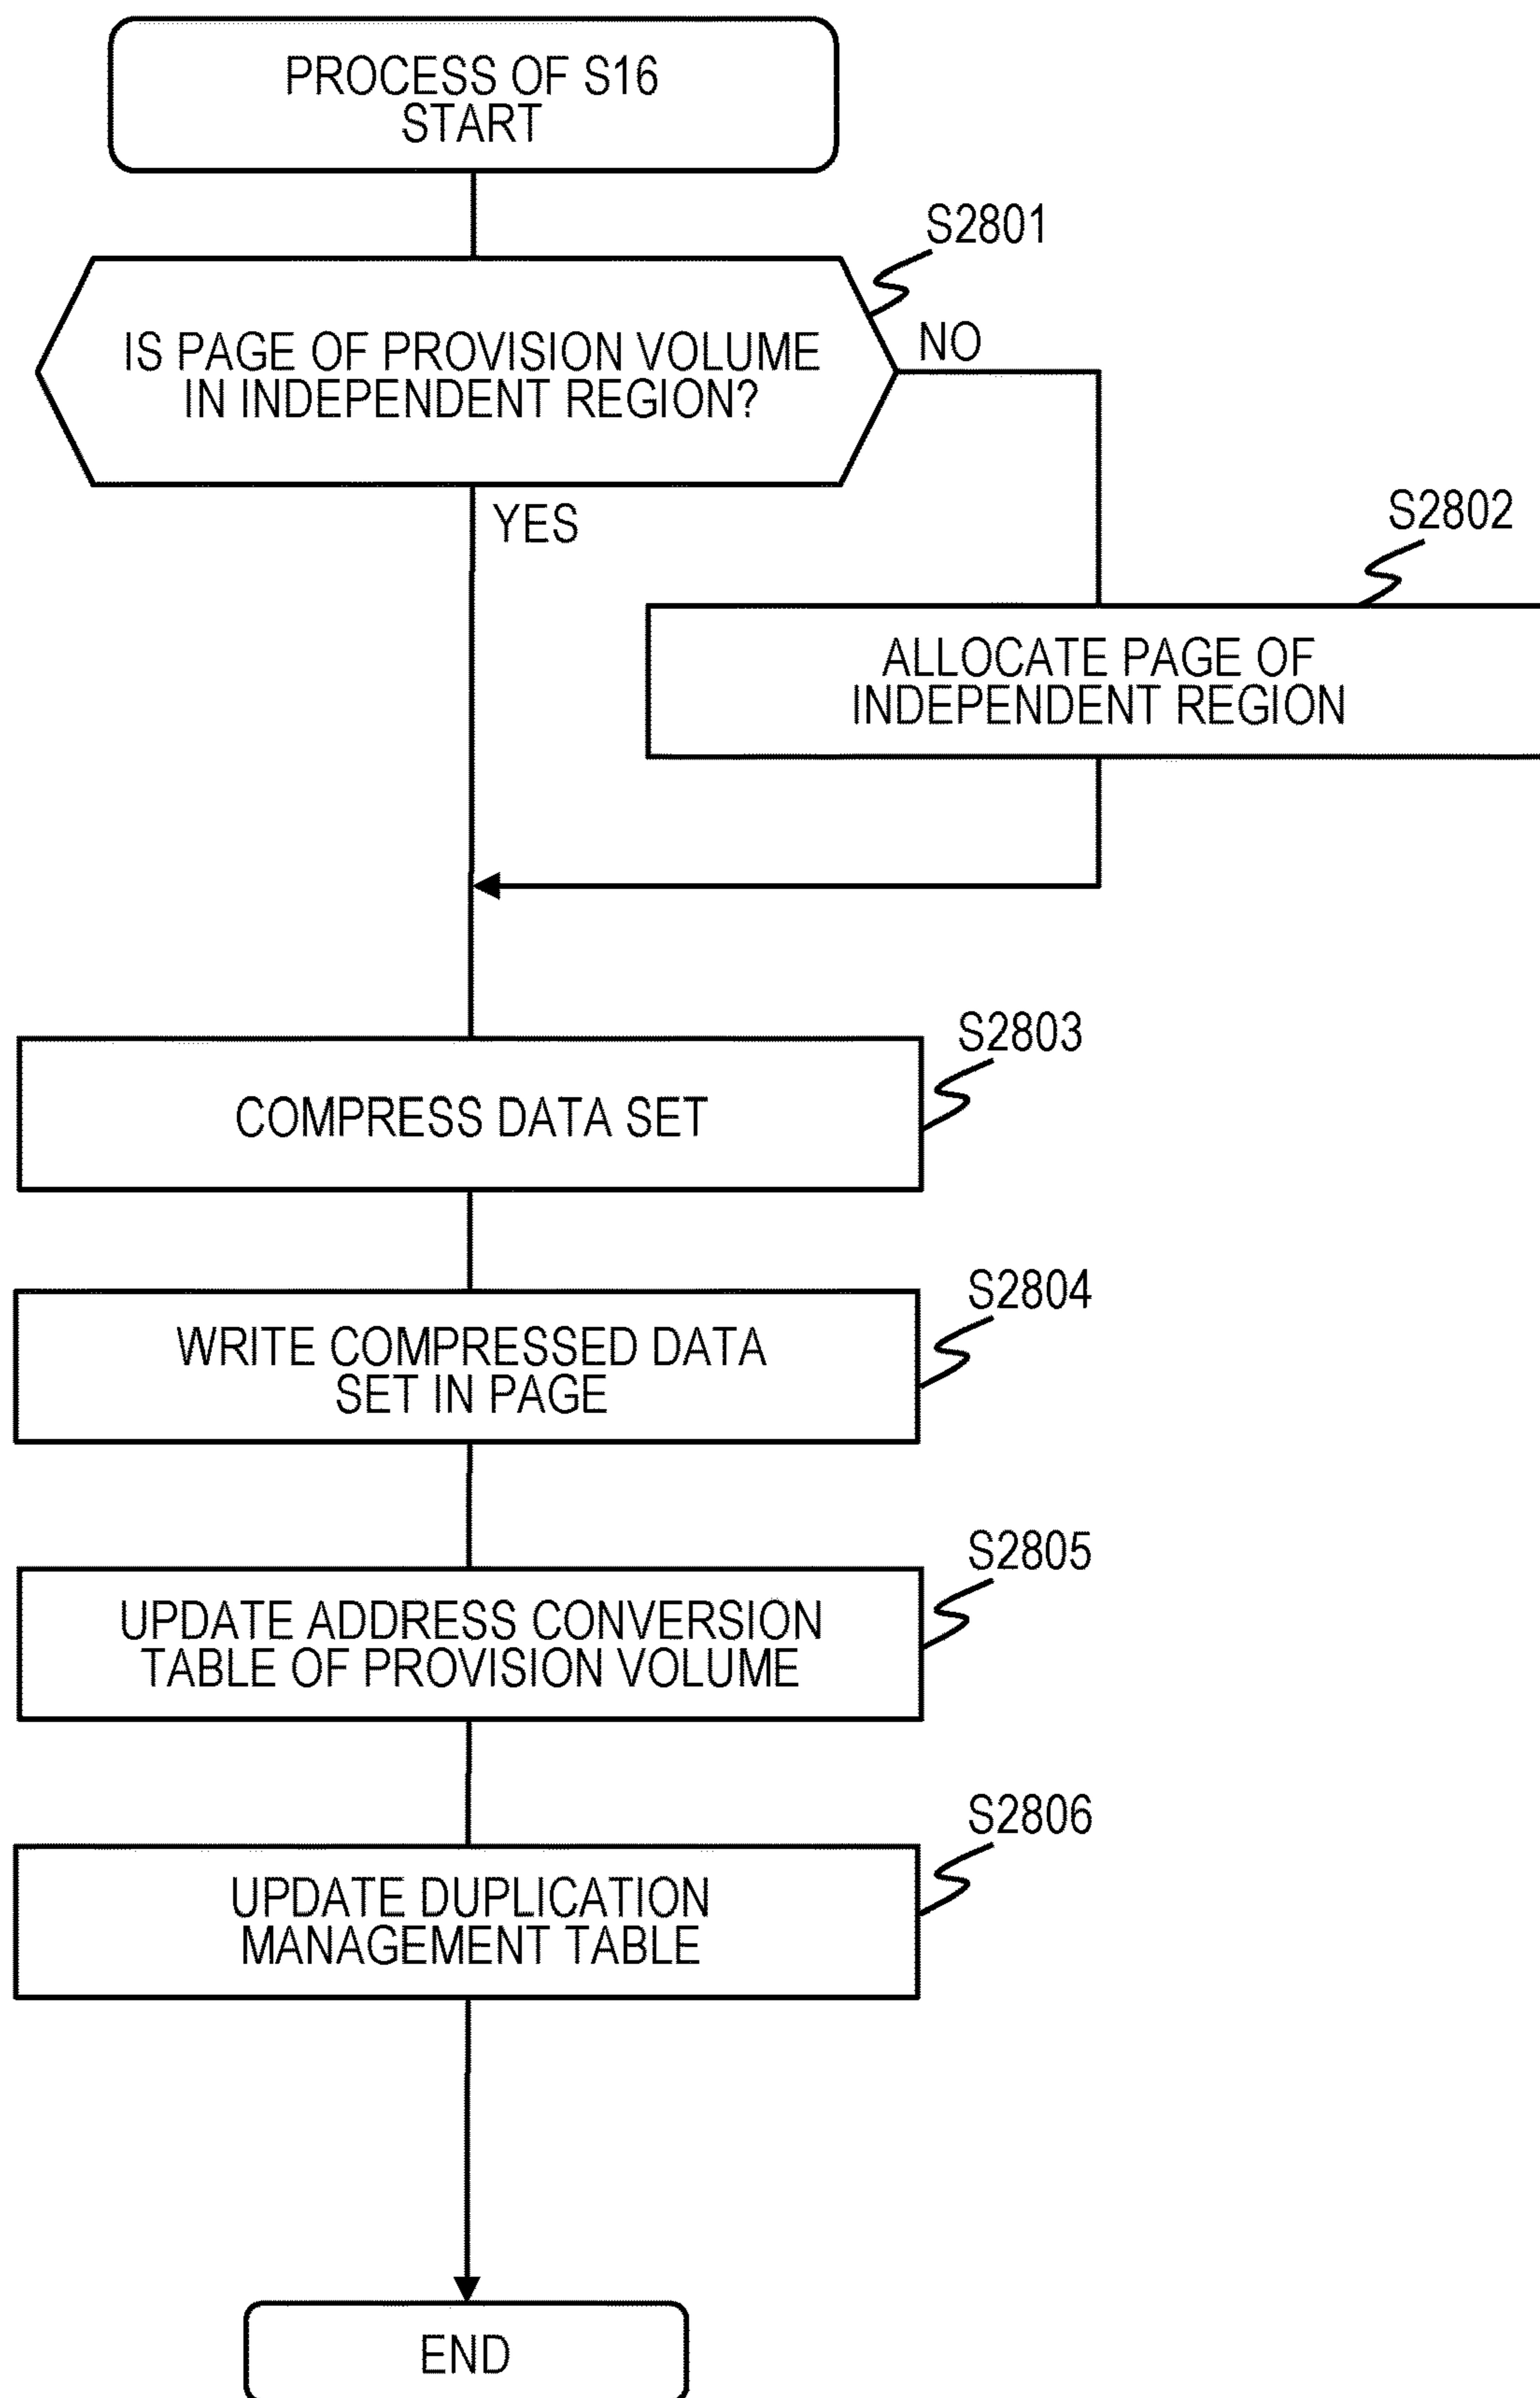 PROCESS OF S16
START
S2801
IS PAGE OF PROVISION VOLUME
IN INDEPENDENT REGION?
NO
YES
S2802
ALLOCATE PAGE OF
INDEPENDENT REGION
S2803
COMPRESS DATA SET
S2804
WRITE COMPRESSED DATA
SET IN PAGE
S2805
UPDATE ADDRESS CONVERSION
TABLE OF PROVISION VOLUME
S2806
UPDATE DUPLICATION
MANAGEMENT TABLE
END